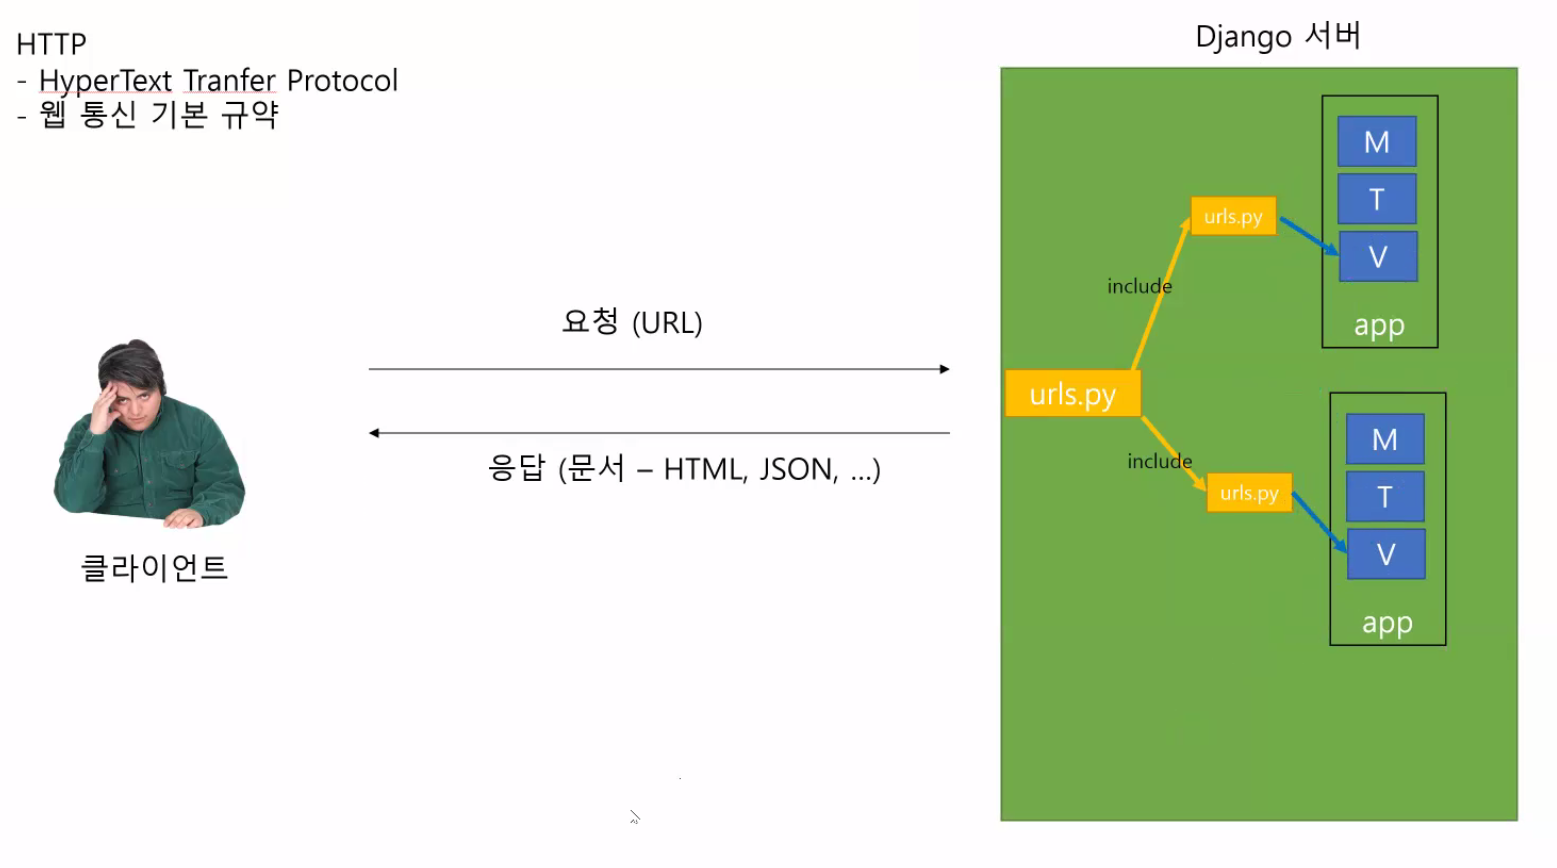 HTTP
- HyperText Tranfer Protocol
- 웹 통신 기본 규약
Django 서버
요청 (URL)
응답 (문서 – HTML, JSON, ...)
클라이언트
urls.py
include
urls.py
M
T
V
app
include
urls.py
M
T
V
app